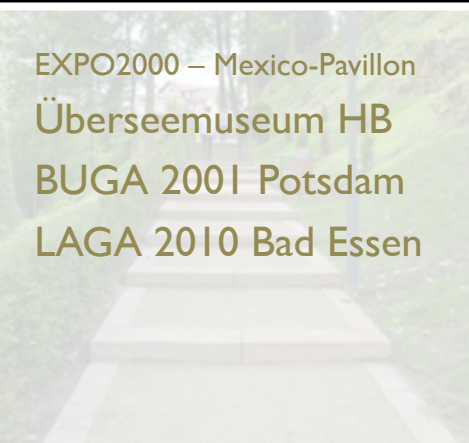 EXPO2000 – Mexico-Pavillon
Überseemuseum HB
BUGA 2001 Potsdam
LAGA 2010 Bad Essen